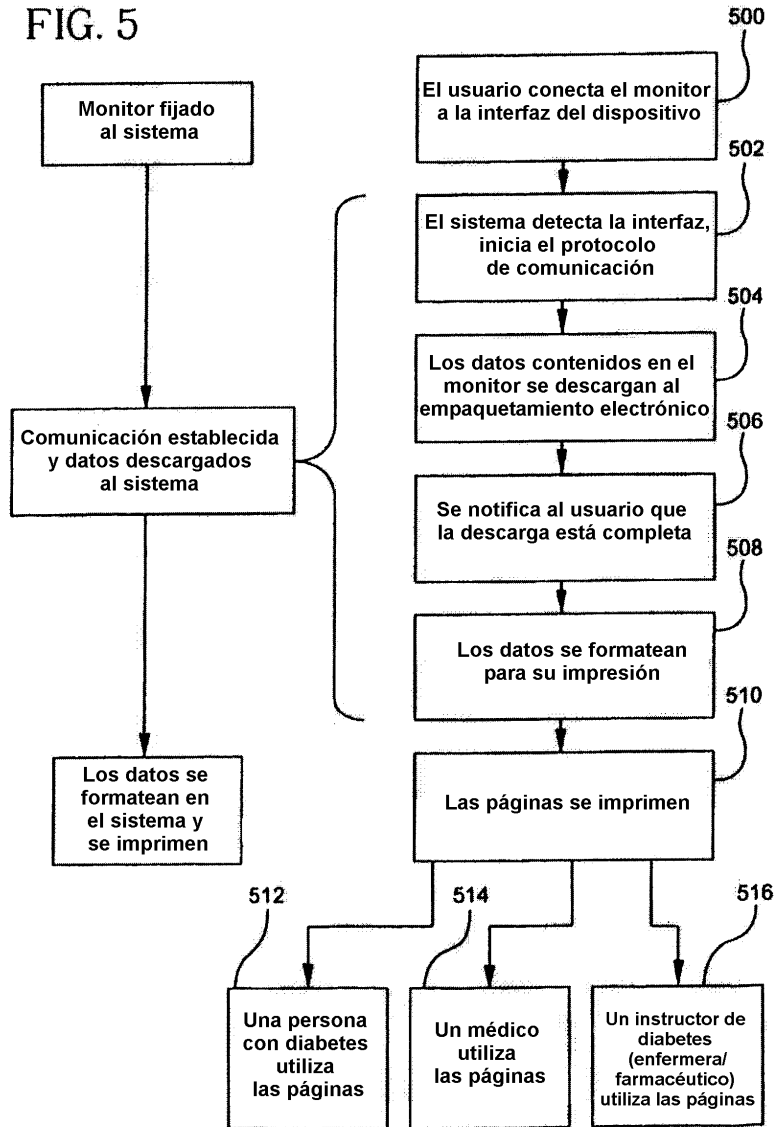 FIG. 5
Monitor fijado
al sistema
Comunicación establecida
y datos descargados
al sistema
Los datos se
formatean en
el sistema y
se imprimen
500
El usuario conecta el monitor
a la interfaz del dispositivo
502
El sistema detecta la interfaz,
inicia el protocolo
de comunicación
504
Los datos contenidos en el
monitor se descargan al
empaquetamiento electrónico
506
Se notifica al usuario que
la descarga está completa
508
Los datos se formatean
para su impresión
510
Las páginas se imprimen
512
Una persona
con diabetes
utiliza
las páginas
514
Un médico
utiliza
las páginas
516
Un instructor de
diabetes
(enfermera/
farmacéutico)
utiliza las páginas